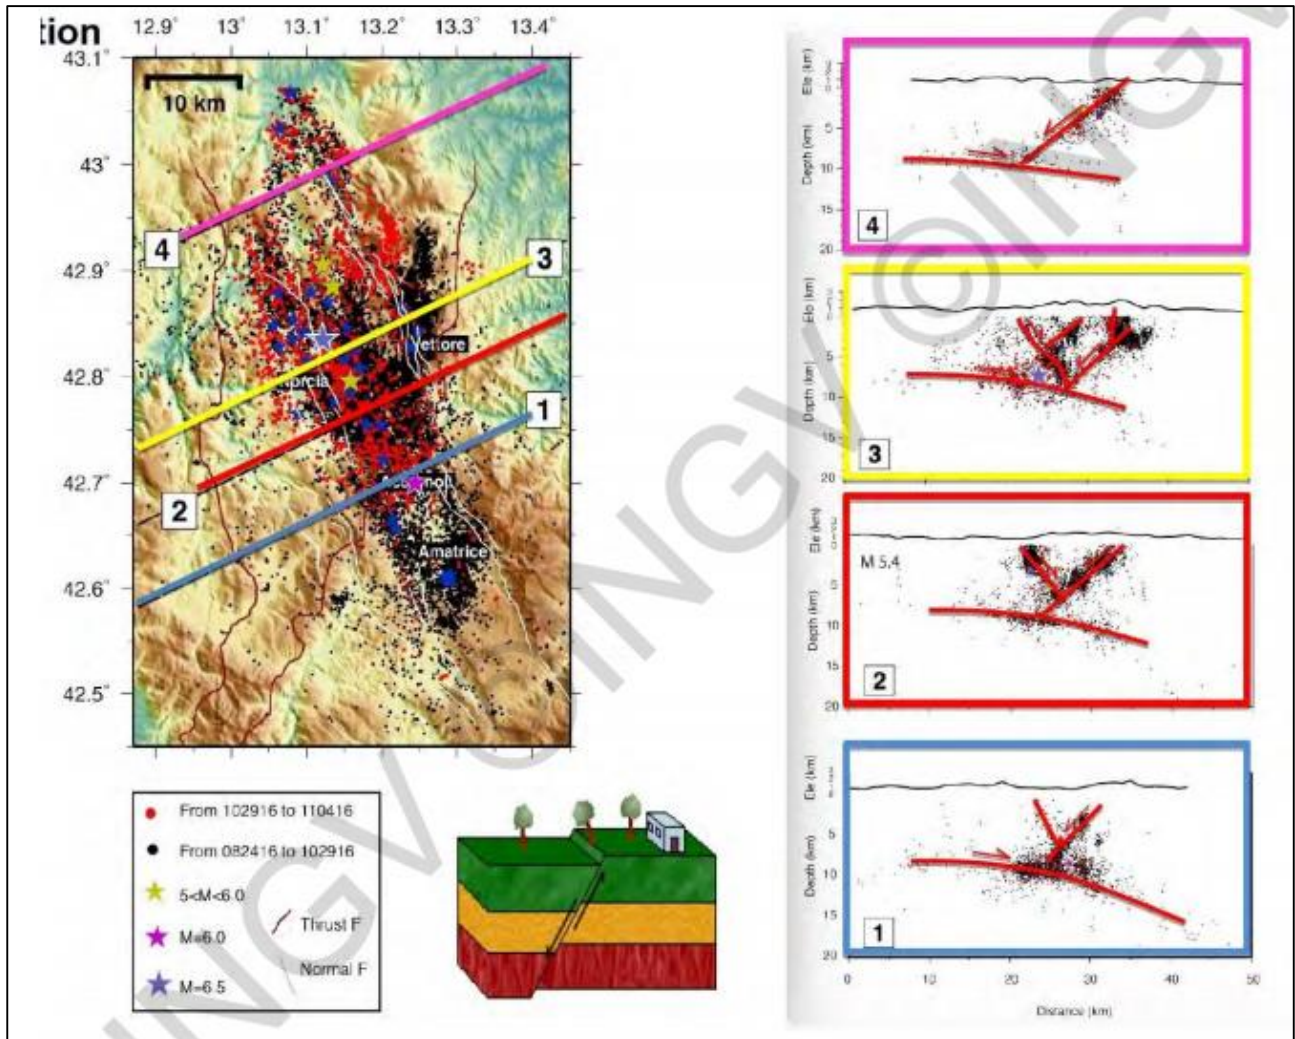 tion
12.9° 13° 13.1° 13.2° 13.3° 13.4°
43.1°
43°
42.9°
42.8°
42.7°
42.6°
42.5°
10 km
4
3
2
1
Amatrice
From 102916 to 110416
From 082416 to 102916
5<M<6.0
M=6.0
M=6.5
Thrust F
Normal F
Ele (km)
Depth (km)
0
5
10
15
20
4
Depth (km)
5
10
15
20
3
Ele (km)
Depth (km)
0
5
10
15
20
M 5.4
2
Ele (km)
Depth (km)
5
10
15
20
1
0 10 20 30 40 50
Distance (km)
©INGV
INGV